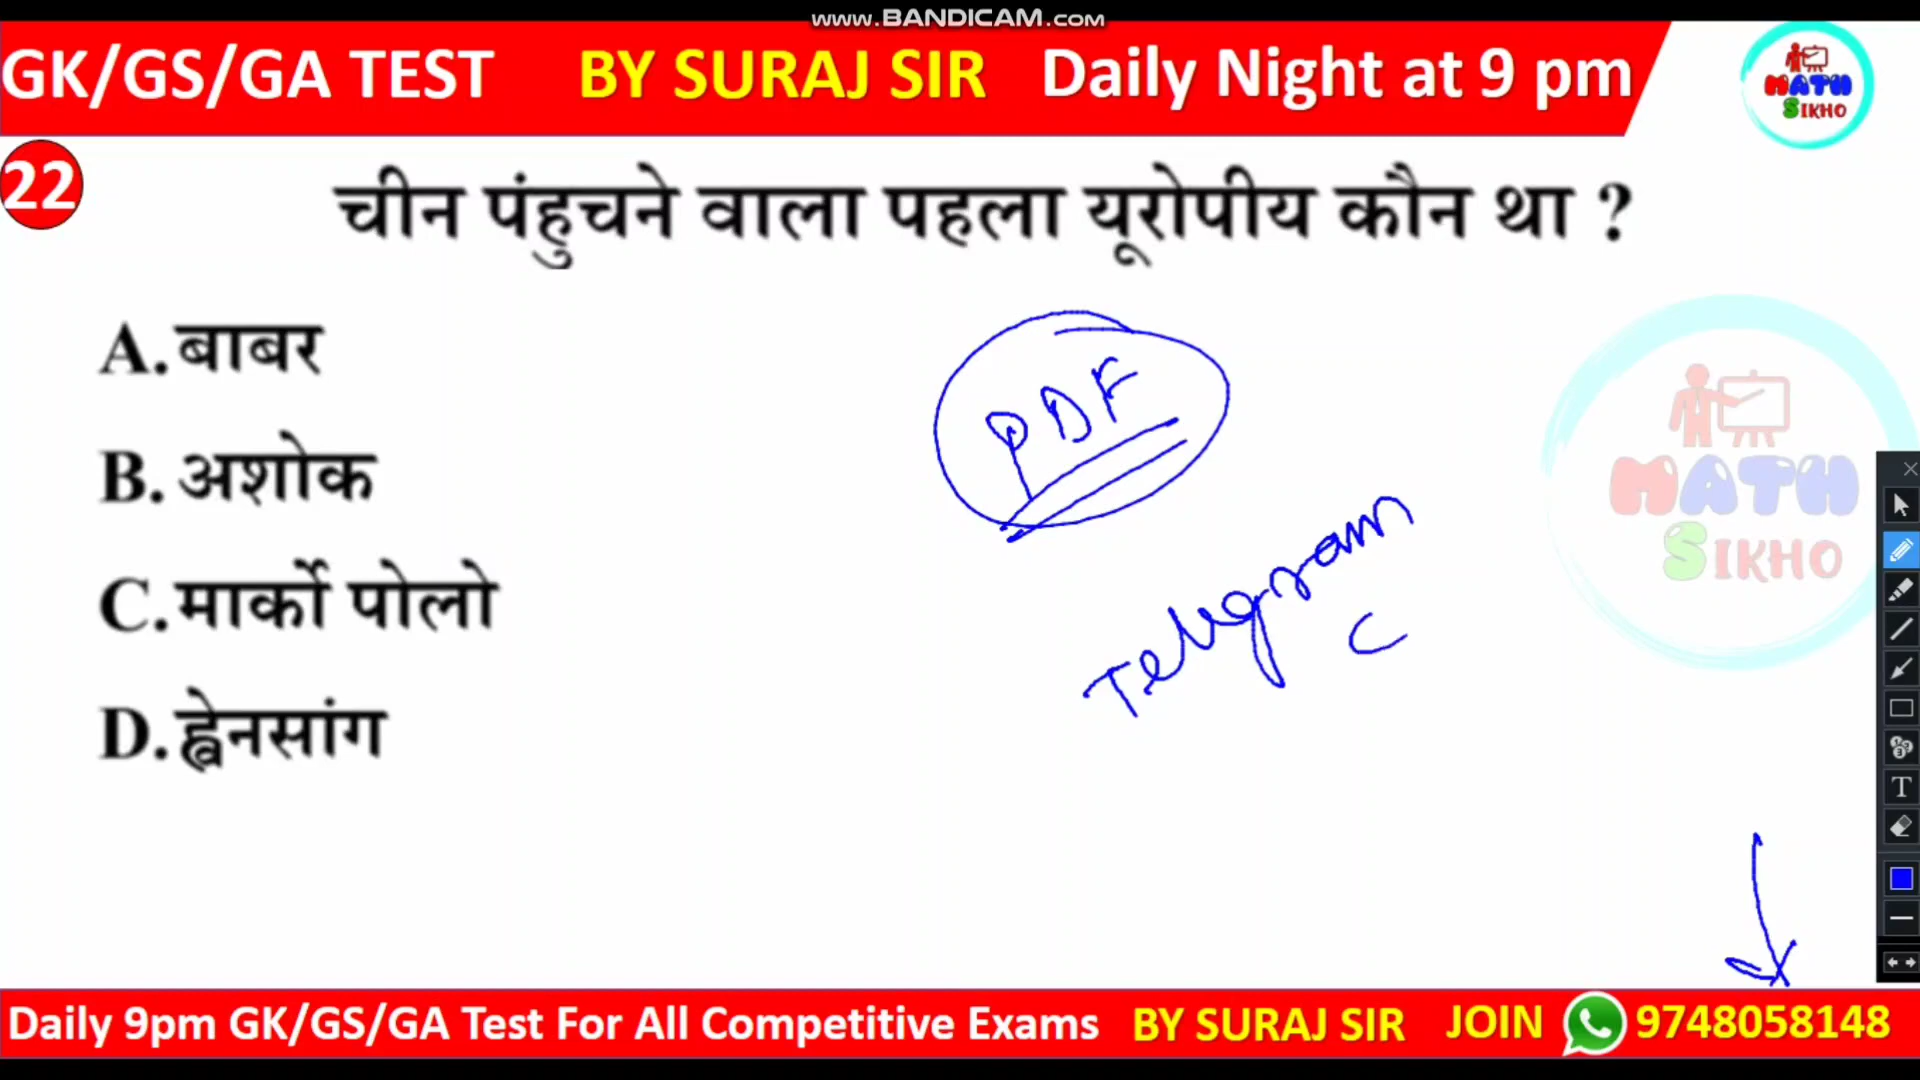 www.BANDICAM.com
GK/GS/GA TEST BY SURAJ SIR Daily Night at 9 pm
MATH
SIKHO
22 चीन पंहुचने वाला पहला यूरोपीय कौन था ?
A.बाबर
B. अशोक
C.मार्को पोलो
D.ह्वेनसांग
PDF
Telegram
C
MATH
SIKHO
Daily 9pm GK/GS/GA Test For All Competitive Exams BY SURAJ SIR JOIN 9748058148